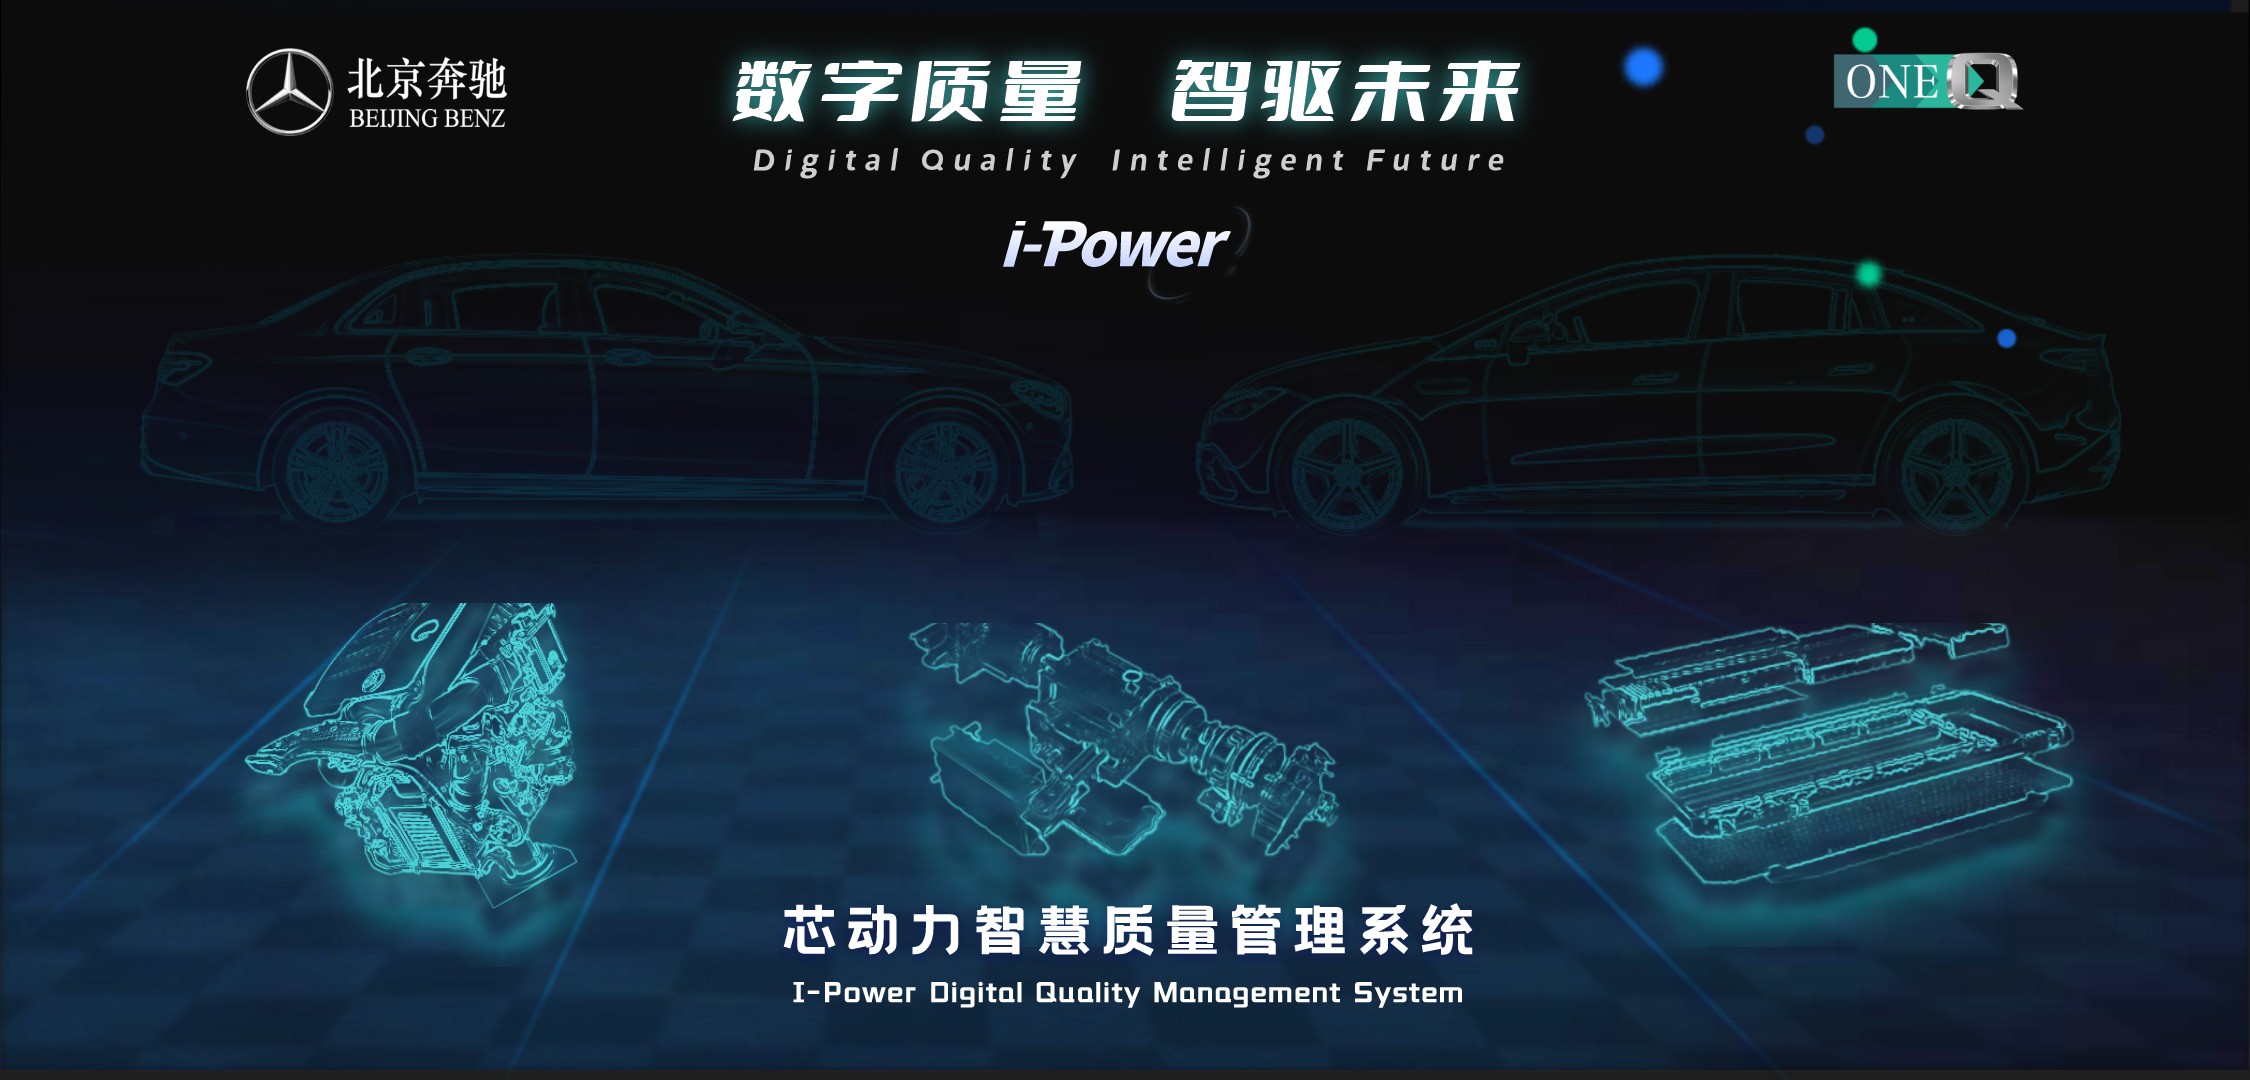 北京奔驰
BEIJING BENZ
数字质量 智驱未来
Digital Quality Intelligent Future
ONE Q
i-Power
芯动力智慧质量管理系统
I-Power Digital Quality Management System